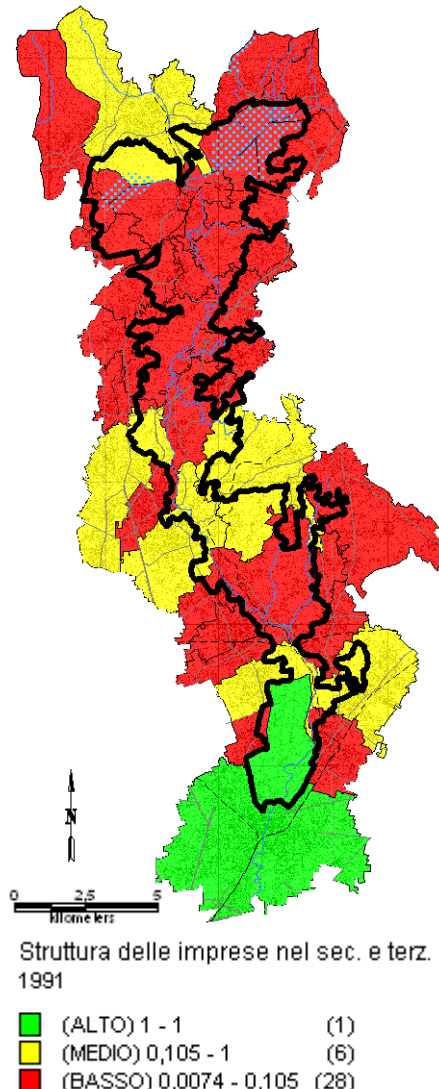 N
0 2,5 5
kilometers
Struttura delle imprese nel sec. e terz.
1991
(ALTO) 1 - 1 (1)
(MEDIO) 0,105 - 1 (6)
(BASSO) 0,0074 - 0,105 (28)